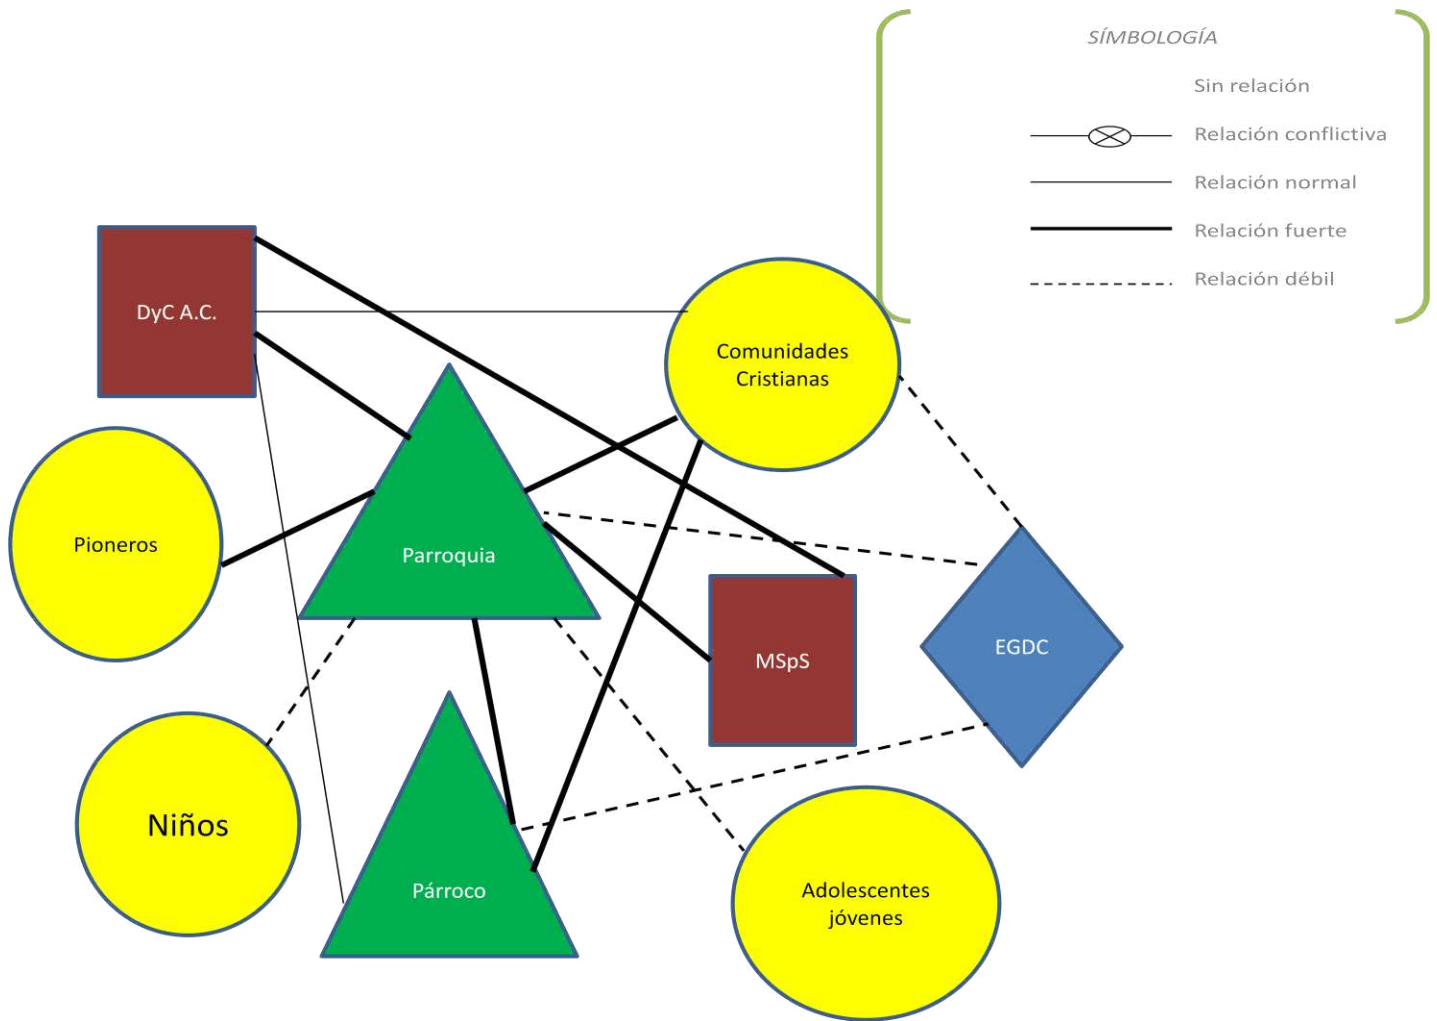 SÍMBOLOGÍA
Sin relación
Relación conflictiva
Relación normal
Relación fuerte
Relación débil
DyC A.C.
Comunidades
Cristianas
Pioneros
Parroquia
MSpS
EGDC
Niños
Párroco
Adolescentes
jóvenes